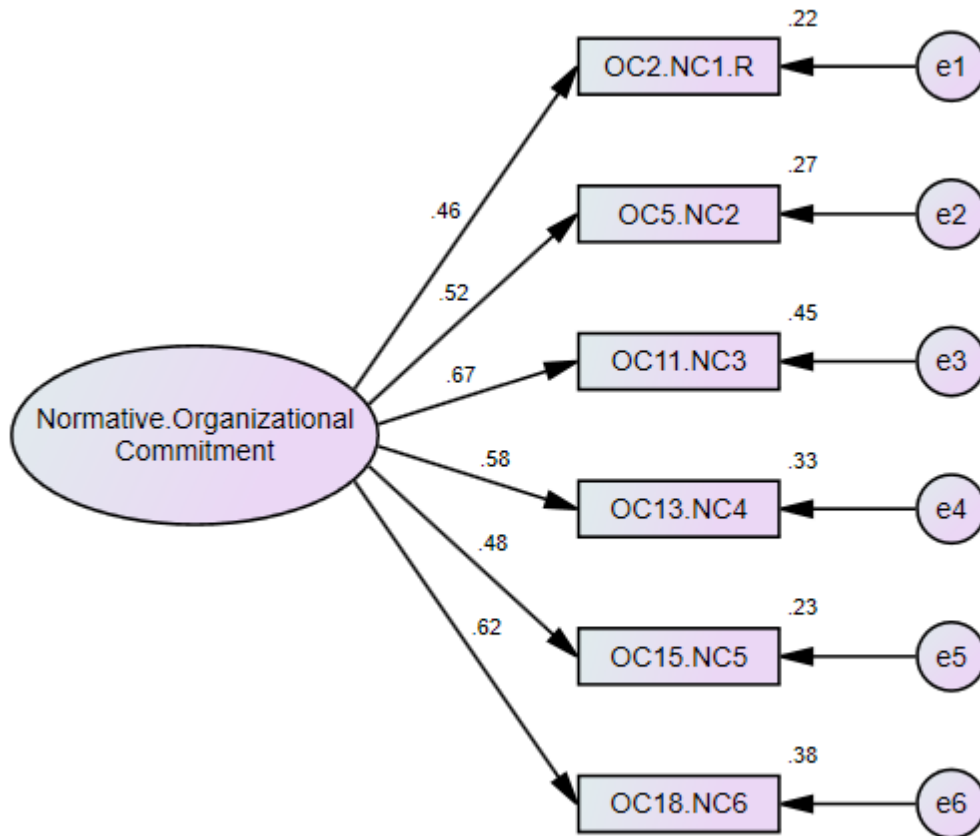 .22
OC2.NC1.R
e1
.46
.27
OC5.NC2
e2
.52
.45
OC11.NC3
e3
.67
Normative.Organizational
Commitment
.58
.33
OC13.NC4
e4
.48
.23
OC15.NC5
e5
.62
.38
OC18.NC6
e6